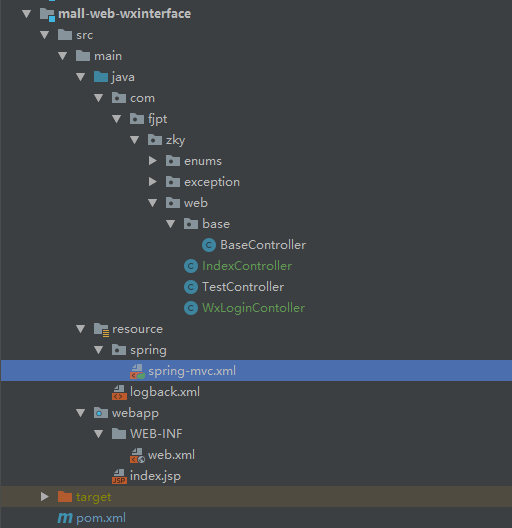 mall-web-wxinterface
src
main
java
com
fjpt
zky
enums
exception
web
base
BaseController
IndexController
TestController
WxLoginContoller
resource
spring
spring-mvc.xml
logback.xml
webapp
WEB-INF
web.xml
index.jsp
target
pom.xml